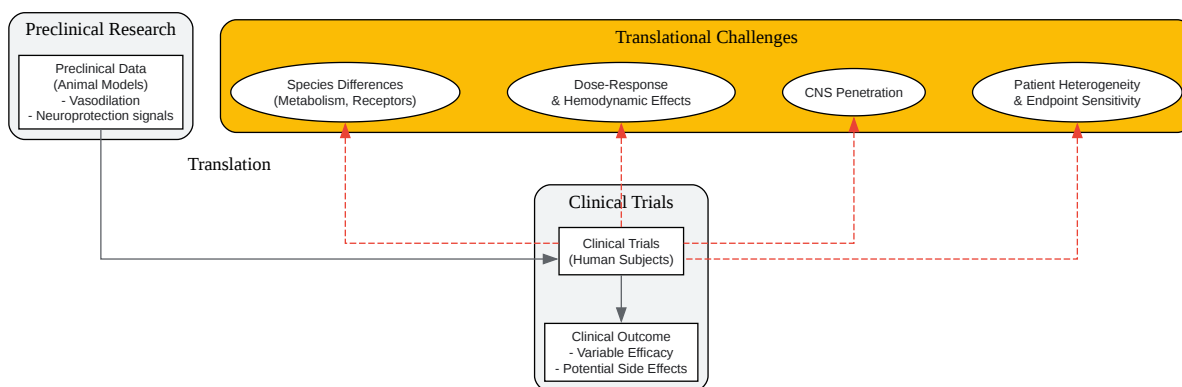 Preclinical Research
Preclinical Data
(Animal Models)
- Vasodilation
- Neuroprotection signals
Translational Challenges
Species Differences
(Metabolism, Receptors)
Dose-Response
& Hemodynamic Effects
CNS Penetration
Patient Heterogeneity
& Endpoint Sensitivity
Translation
Clinical Trials
Clinical Trials
(Human Subjects)
Clinical Outcome
- Variable Efficacy
- Potential Side Effects